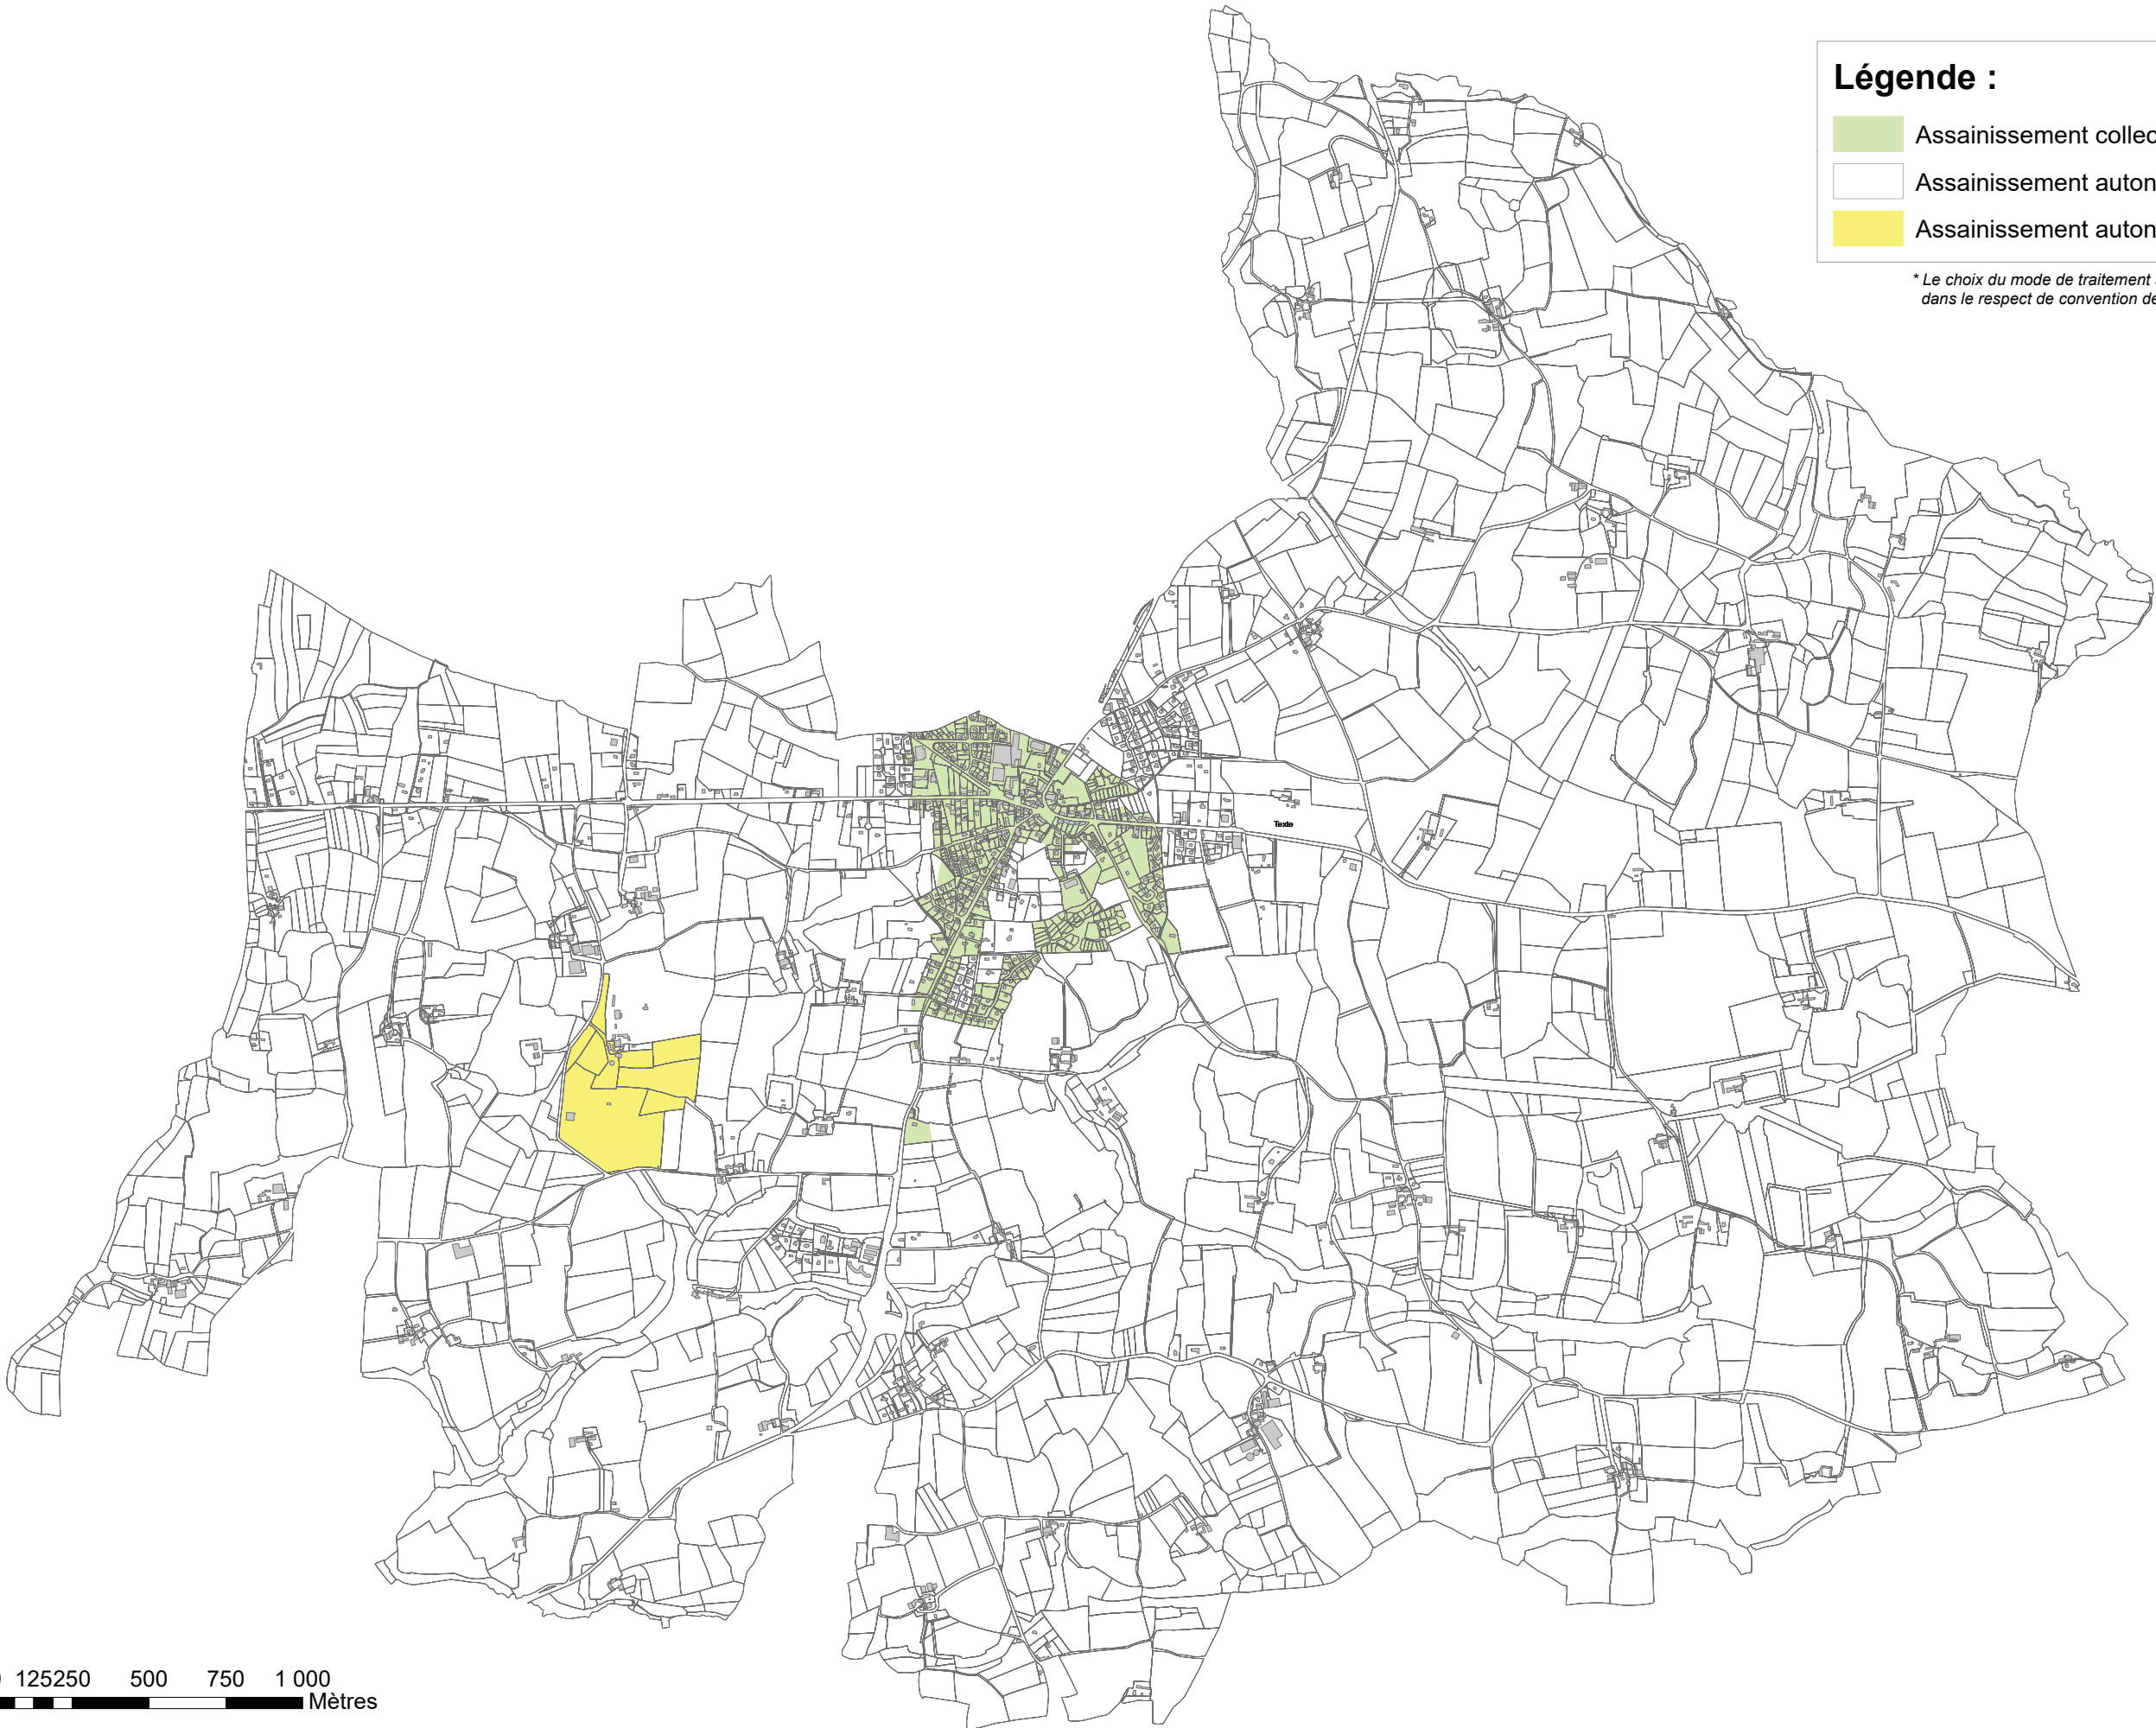 Légende :
Assainissement collec
Assainissement auton
Assainissement auton
* Le choix du mode de traitement
dans le respect de convention de
Texte
125250 500 750 1 000
Mètres